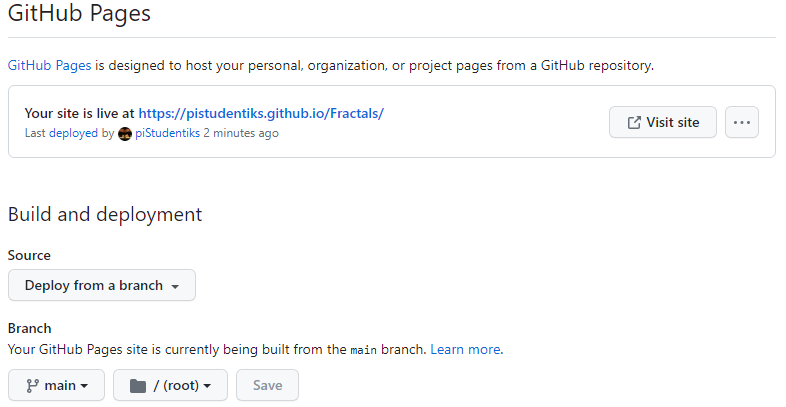 GitHub Pages
GitHub Pages is designed to host your personal, organization, or project pages from a GitHub repository.
Your site is live at https://pistudentiks.github.io/Fractals/
Last deployed by piStudentiks 2 minutes ago
Visit site
Build and deployment
Source
Deploy from a branch
Branch
Your GitHub Pages site is currently being built from the main branch. Learn more.
main / (root) Save